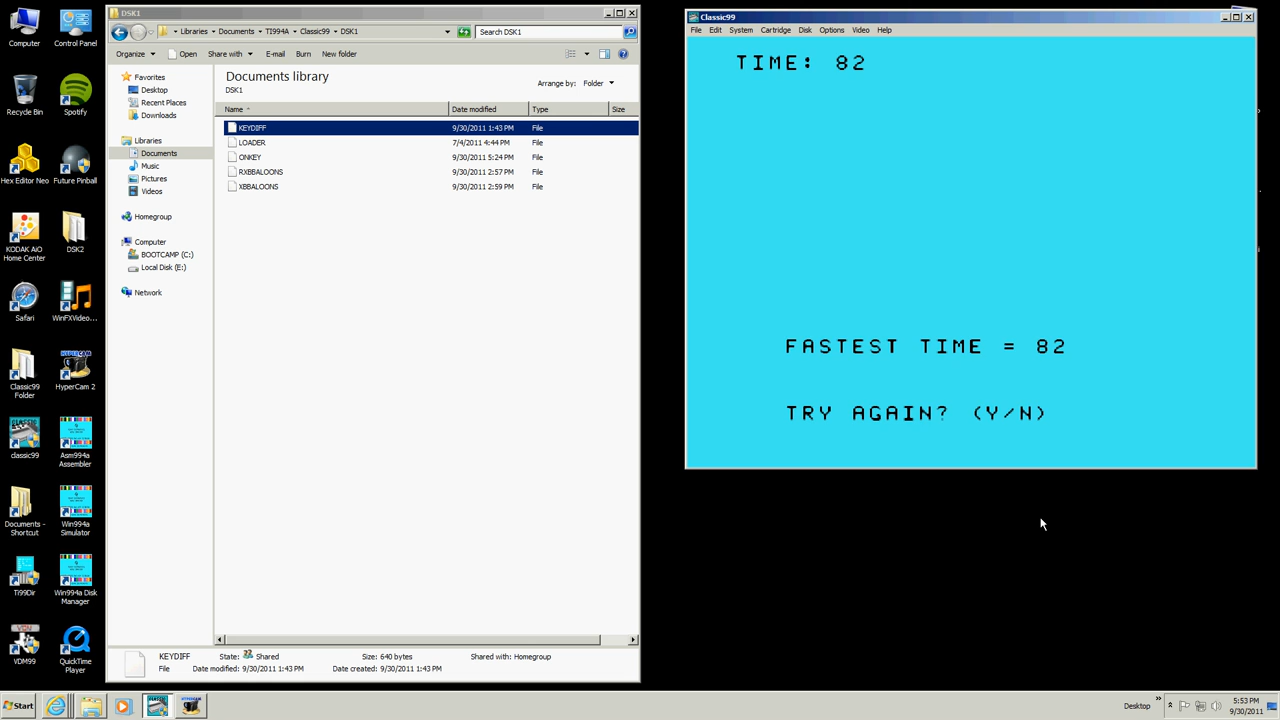 Computer
Control Panel
Recycle Bin
Spotify
Hex Editor Neo
Future Pinball
KODAK AiO Home Center
DSK2
Safari
WinFXVideo...
Classic99 Folder
HyperCam 2
classic99
Asm994a Assembler
Documents - Shortcut
Win994a Simulator
Ti99Dir
Win994a Disk Manager
VDM99
QuickTime Player
DSK1
Libraries Documents TI994A Classic99 DSK1
Search DSK1
Organize Open Share with E-mail Burn New folder
Favorites
Desktop
Recent Places
Downloads
Libraries
Documents
Music
Pictures
Videos
Homegroup
Computer
BOOTCAMP (C:)
Local Disk (E:)
Network
Documents library
DSK1
Arrange by: Folder
Name Date modified Type Size
KEYDIFF 9/30/2011 1:43 PM File
LOADER 7/4/2011 4:44 PM File
ONKEY 9/30/2011 5:24 PM File
RXBBALOONS 9/30/2011 2:57 PM File
XBBALOONS 9/30/2011 2:59 PM File
KEYDIFF State: Shared Size: 640 bytes Shared with: Homegroup
File Date modified: 9/30/2011 1:43 PM Date created: 9/30/2011 1:43 PM
Classic99
File Edit System Cartridge Disk Options Video Help
TIME: 82
FASTEST TIME = 82
TRY AGAIN? (Y/N)
Start
Desktop
5:53 PM
9/30/2011